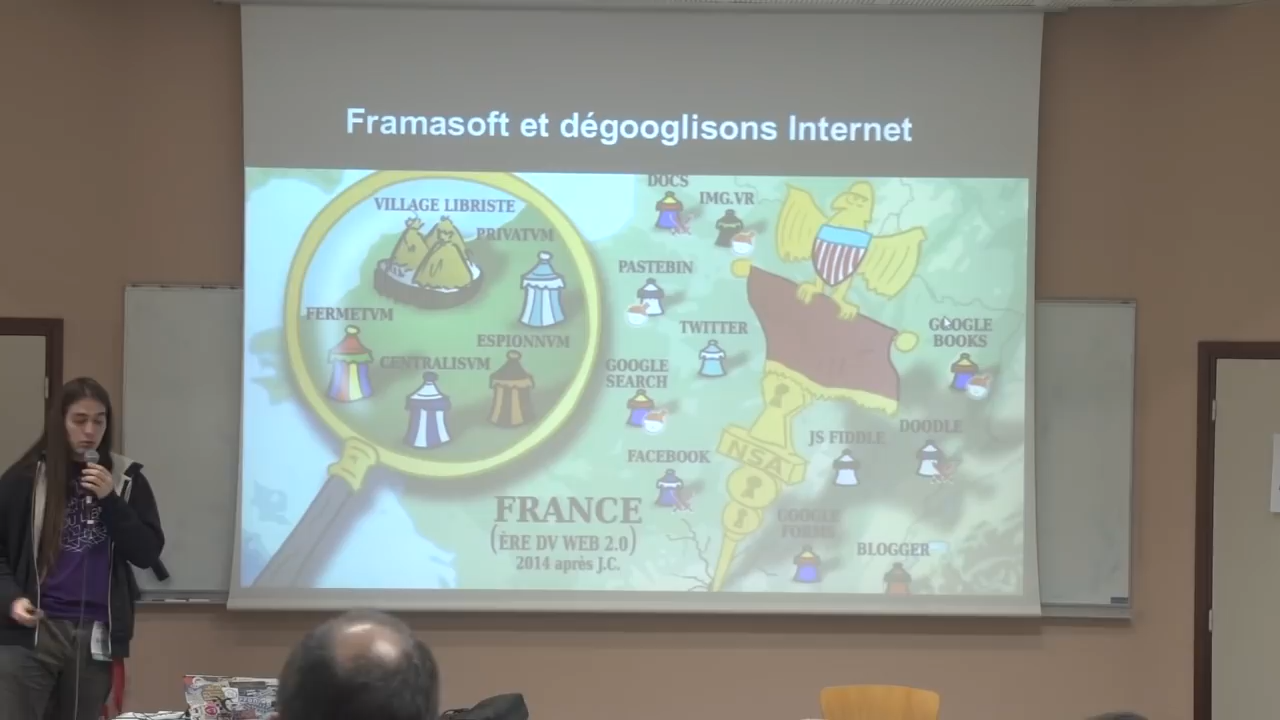 Framasoft et dégooglisons Internet
DOCS
IMG.VR
VILLAGE LIBRISTE
PRIVATVM
PASTEBIN
FERMETVM
TWITTER
GOOGLE
BOOKS
ESPIONNVM
CENTRALISVM
GOOGLE
SEARCH
DOODLE
JS FIDDLE
NSA
FACEBOOK
FRANCE
(ÈRE DV WEB 2.0)
2014 après J.C.
GOOGLE
FORMS
BLOGGER